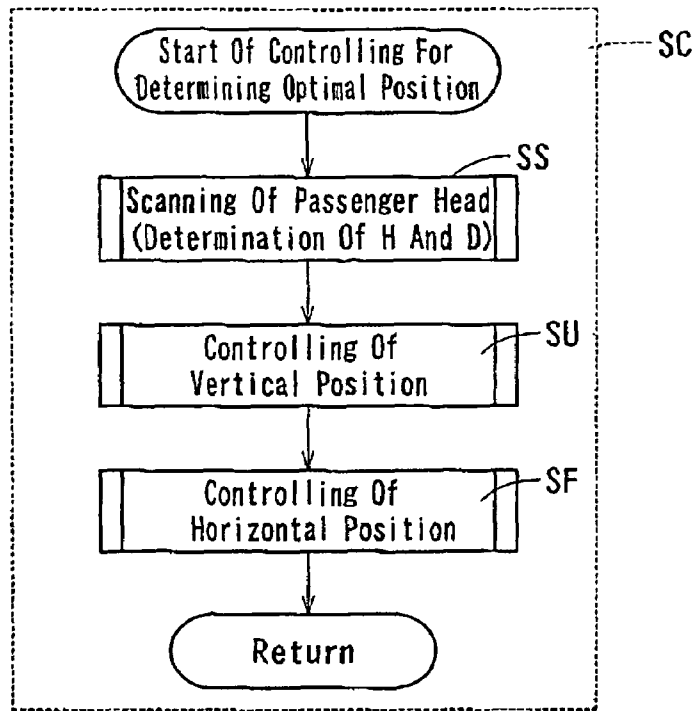 Start Of Controlling For
Determining Optimal Position
SC
SS
Scanning Of Passenger Head
(Determination Of H And D)
SU
Controlling Of
Vertical Position
SF
Controlling Of
Horizontal Position
Return